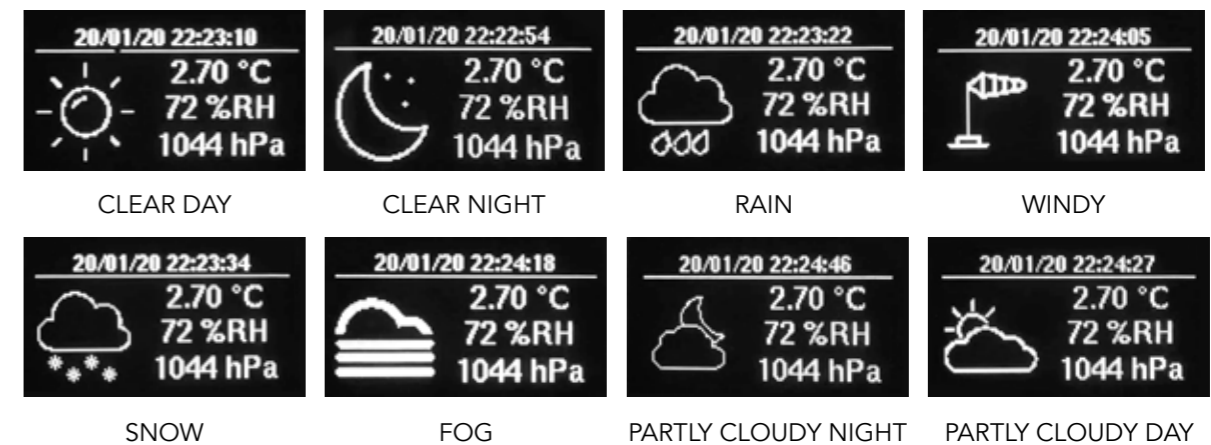 20/01/20 22:23:10
2.70 °C
72 %RH
1044 hPa
CLEAR DAY
20/01/20 22:22:54
2.70 °C
72 %RH
1044 hPa
CLEAR NIGHT
20/01/20 22:23:22
2.70 °C
72 %RH
1044 hPa
RAIN
20/01/20 22:24:05
2.70 °C
72 %RH
1044 hPa
WINDY
20/01/20 22:23:34
2.70 °C
72 %RH
1044 hPa
SNOW
20/01/20 22:24:18
2.70 °C
72 %RH
1044 hPa
FOG
20/01/20 22:24:46
2.70 °C
72 %RH
1044 hPa
PARTLY CLOUDY NIGHT
20/01/20 22:24:27
2.70 °C
72 %RH
1044 hPa
PARTLY CLOUDY DAY